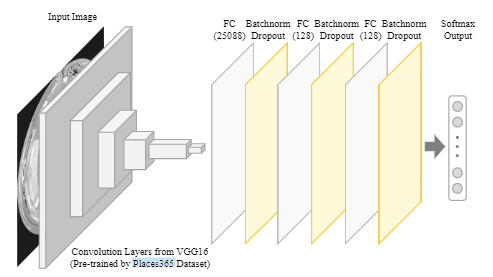 Input Image
FC Batchnorm FC Batchnorm FC Batchnorm
(25088) Dropout (128) Dropout (128) Dropout
Softmax
Output
Convolution Layers from VGG16
(Pre-trained by Places365 Dataset)